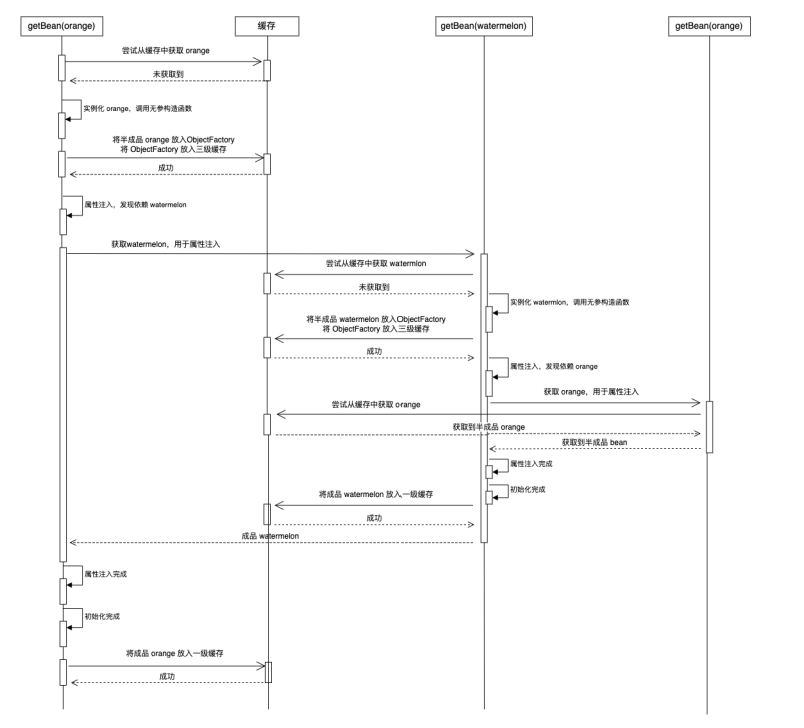 getBean(orange)
缓存
getBean(watermelon)
getBean(orange)
尝试从缓存中获取 orange
未获取到
实例化 orange，调用无参构造函数
将半成品 orange 放入ObjectFactory
将 ObjectFactory 放入三级缓存
成功
属性注入，发现依赖 watermelon
获取watermelon，用于属性注入
尝试从缓存中获取 watermlon
未获取到
实例化 watermlon，调用无参构造函数
将半成品 watermelon 放入ObjectFactory
将 ObjectFactory 放入三级缓存
成功
属性注入，发现依赖 orange
获取 orange，用于属性注入
尝试从缓存中获取 orange
获取到半成品 orange
获取到半成品 bean
属性注入完成
初始化完成
将成品 watermelon 放入一级缓存
成功
成品 watermelon
属性注入完成
初始化完成
将成品 orange 放入一级缓存
成功